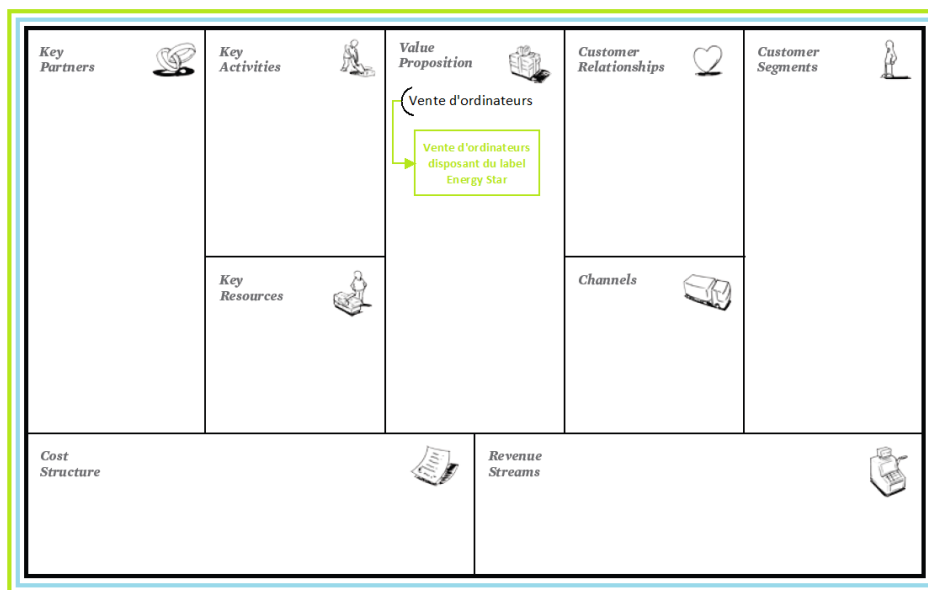 Key
Partners
Key
Activities
Value
Proposition
Customer
Relationships
Customer
Segments
Vente d'ordinateurs
Vente d'ordinateurs
disposant du label
Energy Star
Key
Resources
Channels
Cost
Structure
Revenue
Streams